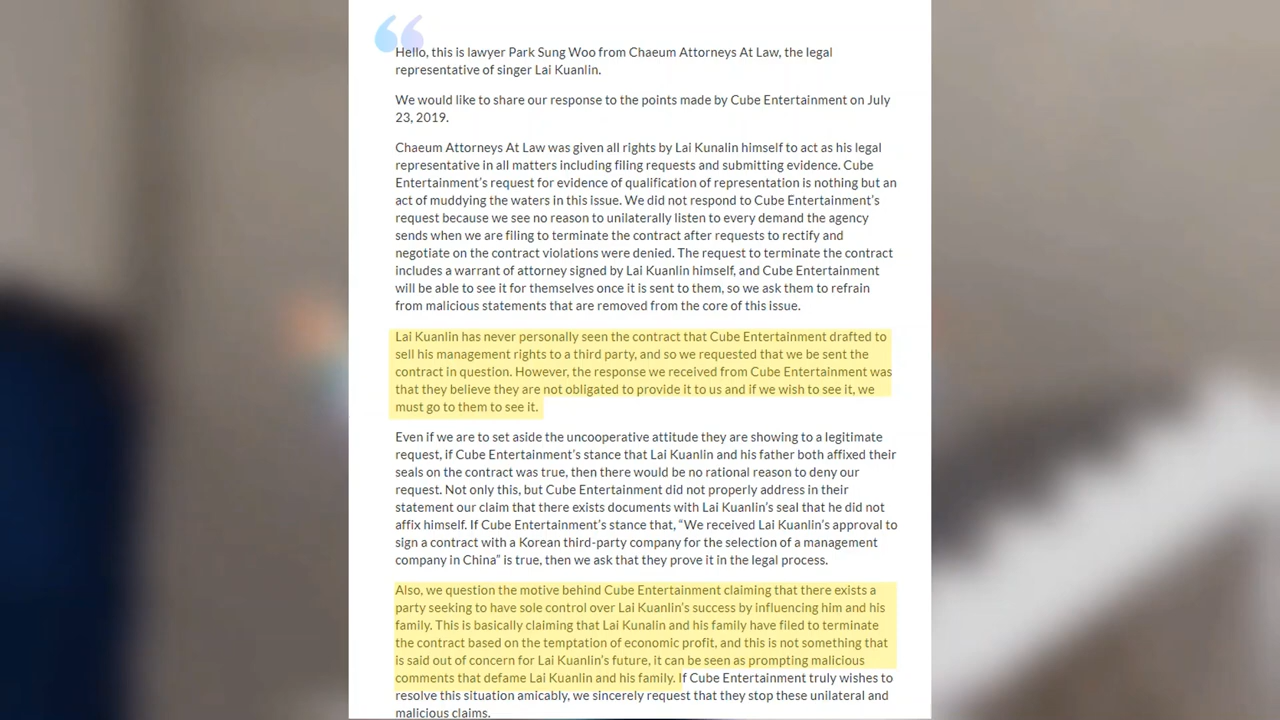 Hello, this is lawyer Park Sung Woo from Chaeum Attorneys At Law, the legal
representative of singer Lai Kuanlin.
We would like to share our response to the points made by Cube Entertainment on July
23, 2019.
Chaeum Attorneys At Law was given all rights by Lai Kunalin himself to act as his legal
representative in all matters including filing requests and submitting evidence. Cube
Entertainment’s request for evidence of qualification of representation is nothing but an
act of muddying the waters in this issue. We did not respond to Cube Entertainment’s
request because we see no reason to unilaterally listen to every demand the agency
sends when we are filing to terminate the contract after requests to rectify and
negotiate on the contract violations were denied. The request to terminate the contract
includes a warrant of attorney signed by Lai Kuanlin himself, and Cube Entertainment
will be able to see it for themselves once it is sent to them, so we ask them to refrain
from malicious statements that are removed from the core of this issue.
Lai Kuanlin has never personally seen the contract that Cube Entertainment drafted to
sell his management rights to a third party, and so we requested that we be sent the
contract in question. However, the response we received from Cube Entertainment was
that they believe they are not obligated to provide it to us and if we wish to see it, we
must go to them to see it.
Even if we are to set aside the uncooperative attitude they are showing to a legitimate
request, if Cube Entertainment’s stance that Lai Kuanlin and his father both affixed their
seals on the contract was true, then there would be no rational reason to deny our
request. Not only this, but Cube Entertainment did not properly address in their
statement our claim that there exists documents with Lai Kuanlin’s seal that he did not
affix himself. If Cube Entertainment’s stance that, “We received Lai Kuanlin’s approval to
sign a contract with a Korean third-party company for the selection of a management
company in China” is true, then we ask that they prove it in the legal process.
Also, we question the motive behind Cube Entertainment claiming that there exists a
party seeking to have sole control over Lai Kuanlin’s success by influencing him and his
family. This is basically claiming that Lai Kunalin and his family have filed to terminate
the contract based on the temptation of economic profit, and this is not something that
is said out of concern for Lai Kuanlin’s future, it can be seen as prompting malicious
comments that defame Lai Kuanlin and his family. If Cube Entertainment truly wishes to
resolve this situation amicably, we sincerely request that they stop these unilateral and
malicious claims.